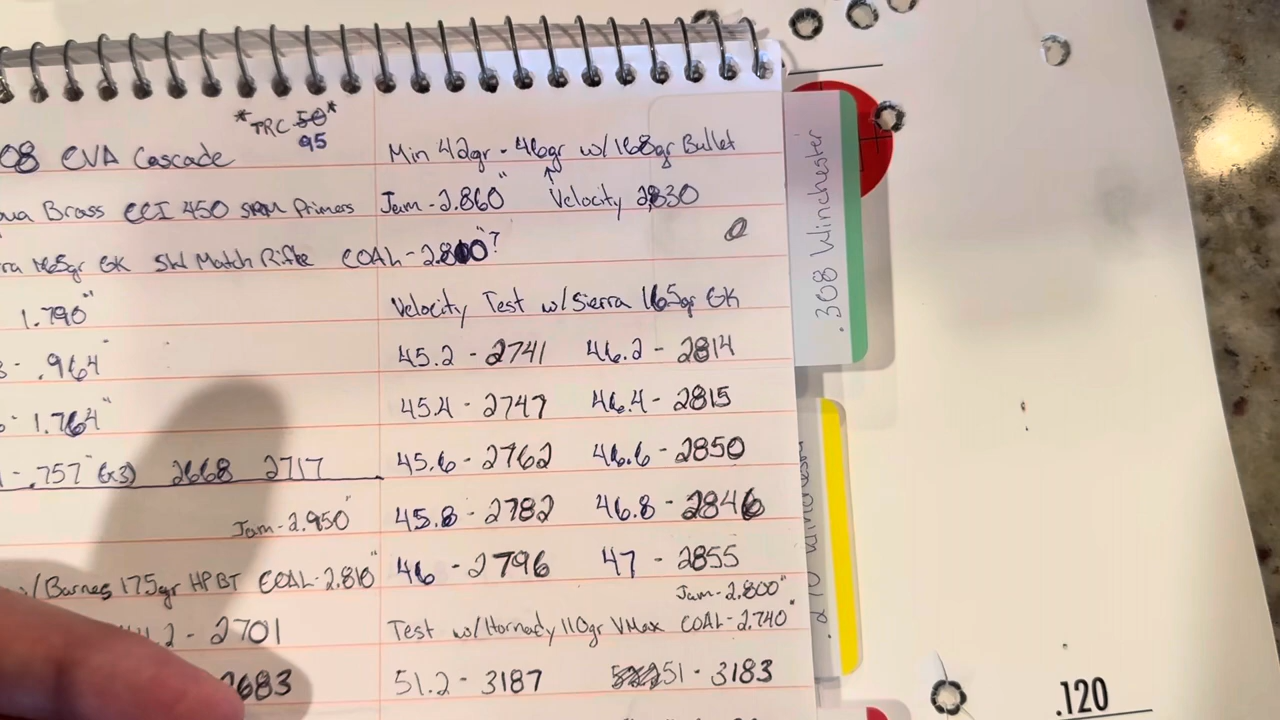 *TRC 50*
95
08 CVA Cascade
Brass CCI 450 Primers
165gr GK SW Match Rifle COAL-2.800"?
1.790"
.964"
1.764"
.757" (x3) 2668 2717
Jam-2.950"
w/Barnes 175gr HPBT COAL-2.810"
2-2701
2683
Min 42gr-46gr w/168gr Bullet
Jam-2.860" Velocity 2830
Velocity Test w/Sierra 165gr GK
45.2-2741 46.2-2814
45.4-2747 46.4-2815
45.6-2762 46.6-2850
45.8-2782 46.8-2846
46-2796 47-2855
Jam-2.800"
Test w/Hornady 110gr VMax COAL-2.740"
51.2-3187 51-3183
.308 Winchester
.270 Winchester
.120